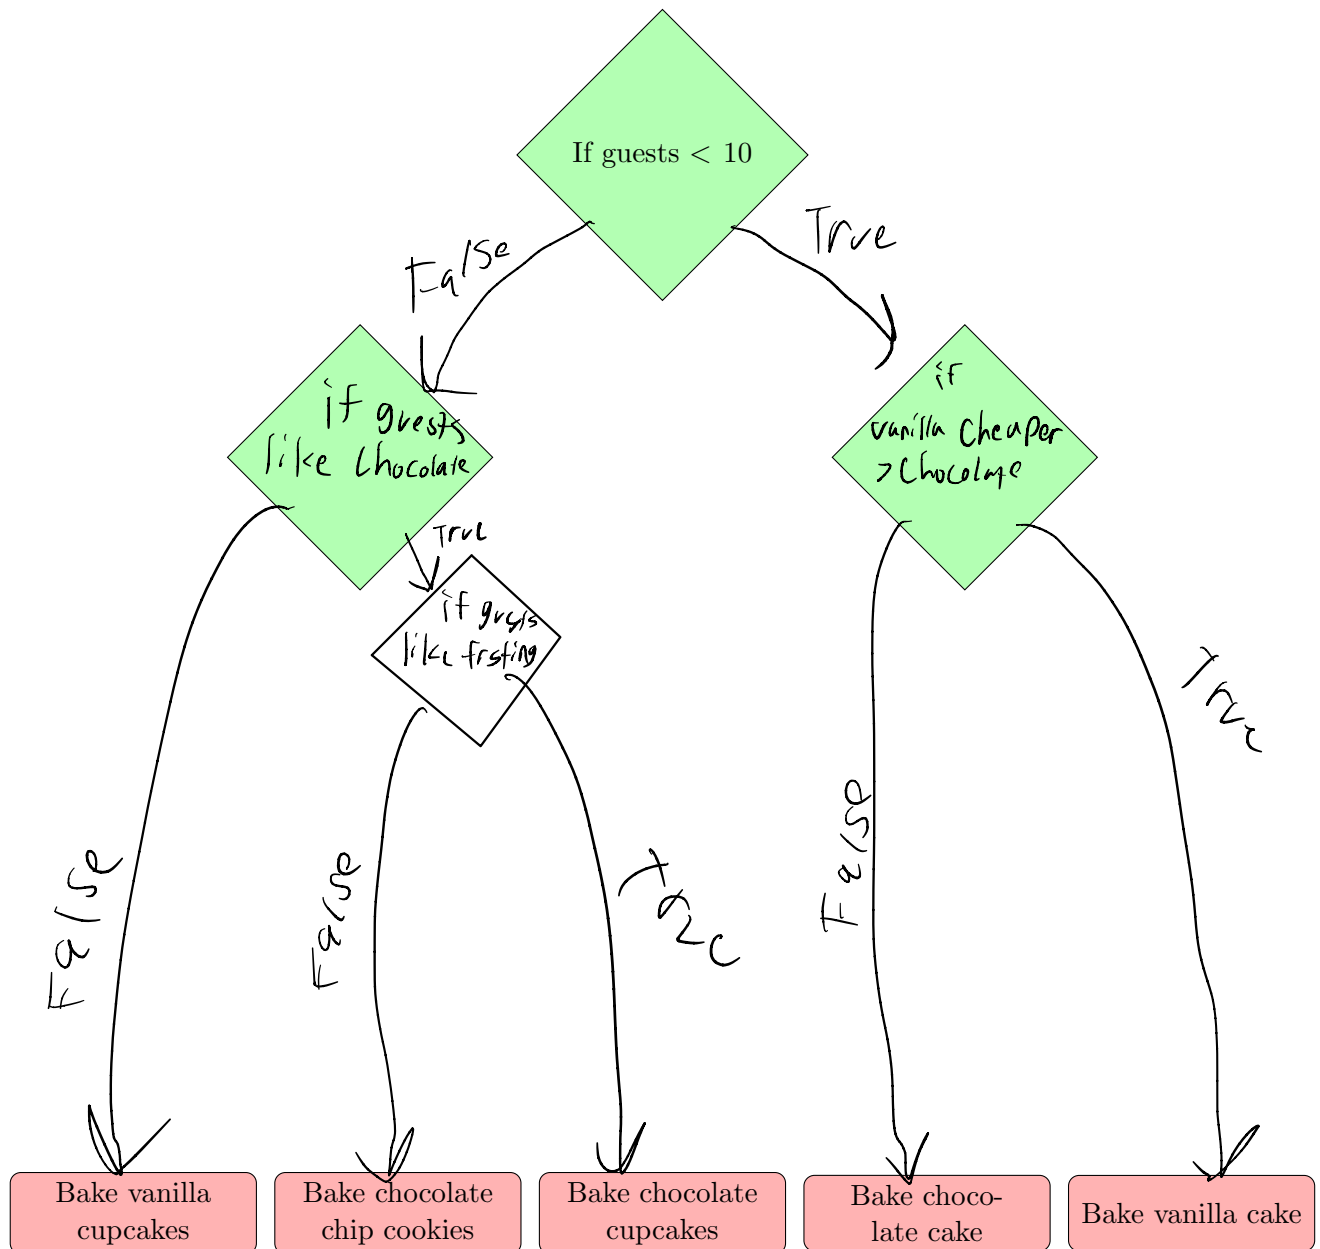 If guests < 10
False
True
if guests
like chocolate
if
vanilla cheaper
> chocolate
True
if guests
like frsting
True
False
False
False
True
Bake vanilla
cupcakes
Bake chocolate
chip cookies
Bake chocolate
cupcakes
Bake choco-
late cake
Bake vanilla cake